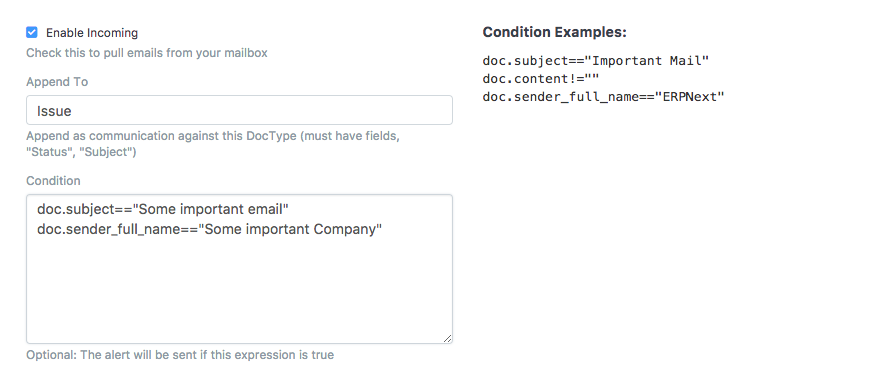 Enable Incoming
Check this to pull emails from your mailbox
Append To
Issue
Append as communication against this DocType (must have fields,
"Status", "Subject")
Condition
doc.subject=="Some important email"
doc.sender_full_name=="Some important Company"
Optional: The alert will be sent if this expression is true
Condition Examples:
doc.subject=="Important Mail"
doc.content!=""
doc.sender_full_name=="ERPNext"